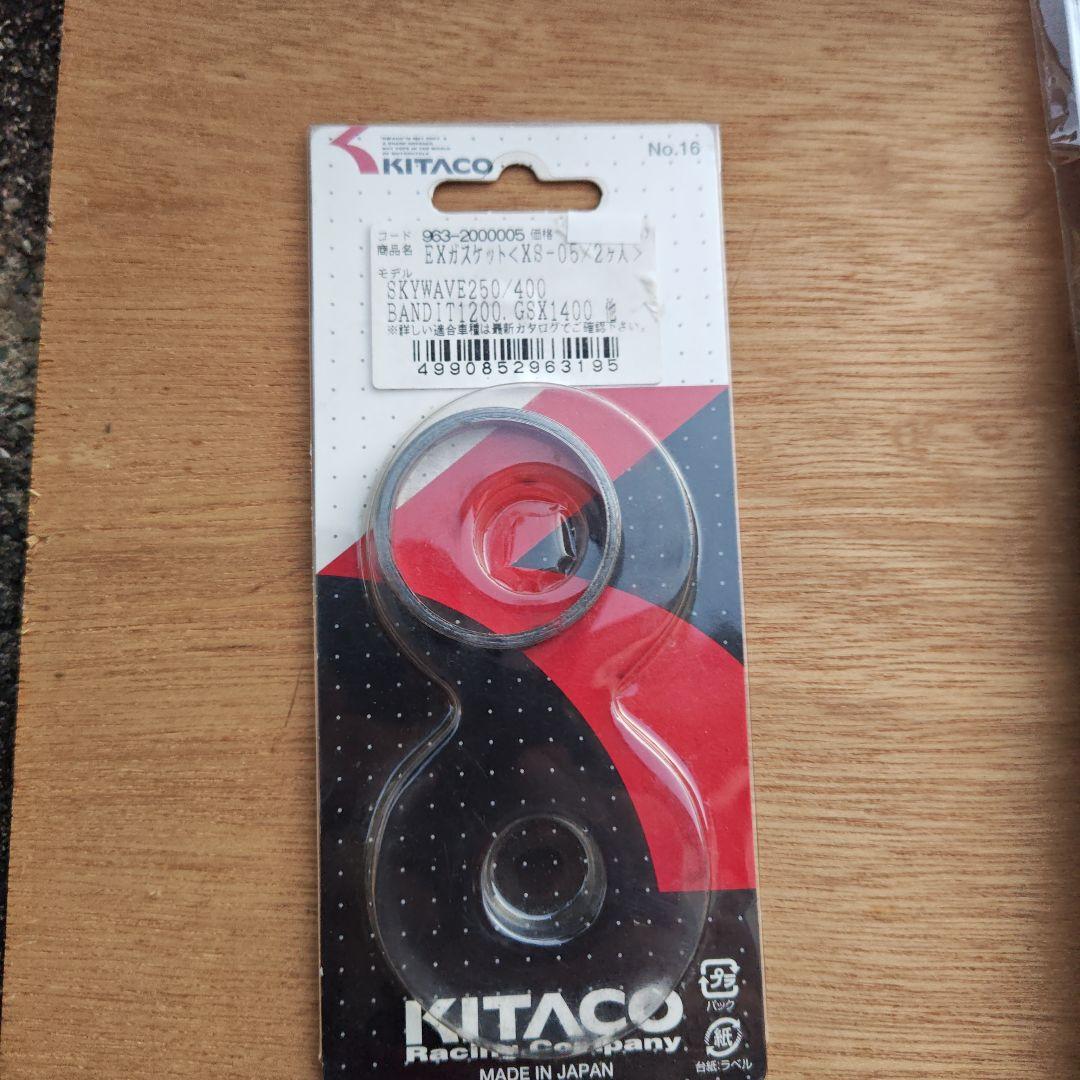 KITACO
No.16
コード 963-2000005 価格
商品名 EXガスケット<XS-05×2ヶ入>
モデル
SKYWAVE250/400
BANDIT1200.GSX1400 他
※詳しい適合車種は最新カタログでご確認下さい。
4990852963195
KITACO
Racing Company
MADE IN JAPAN
プラ
パック
紙
台紙:ラベル